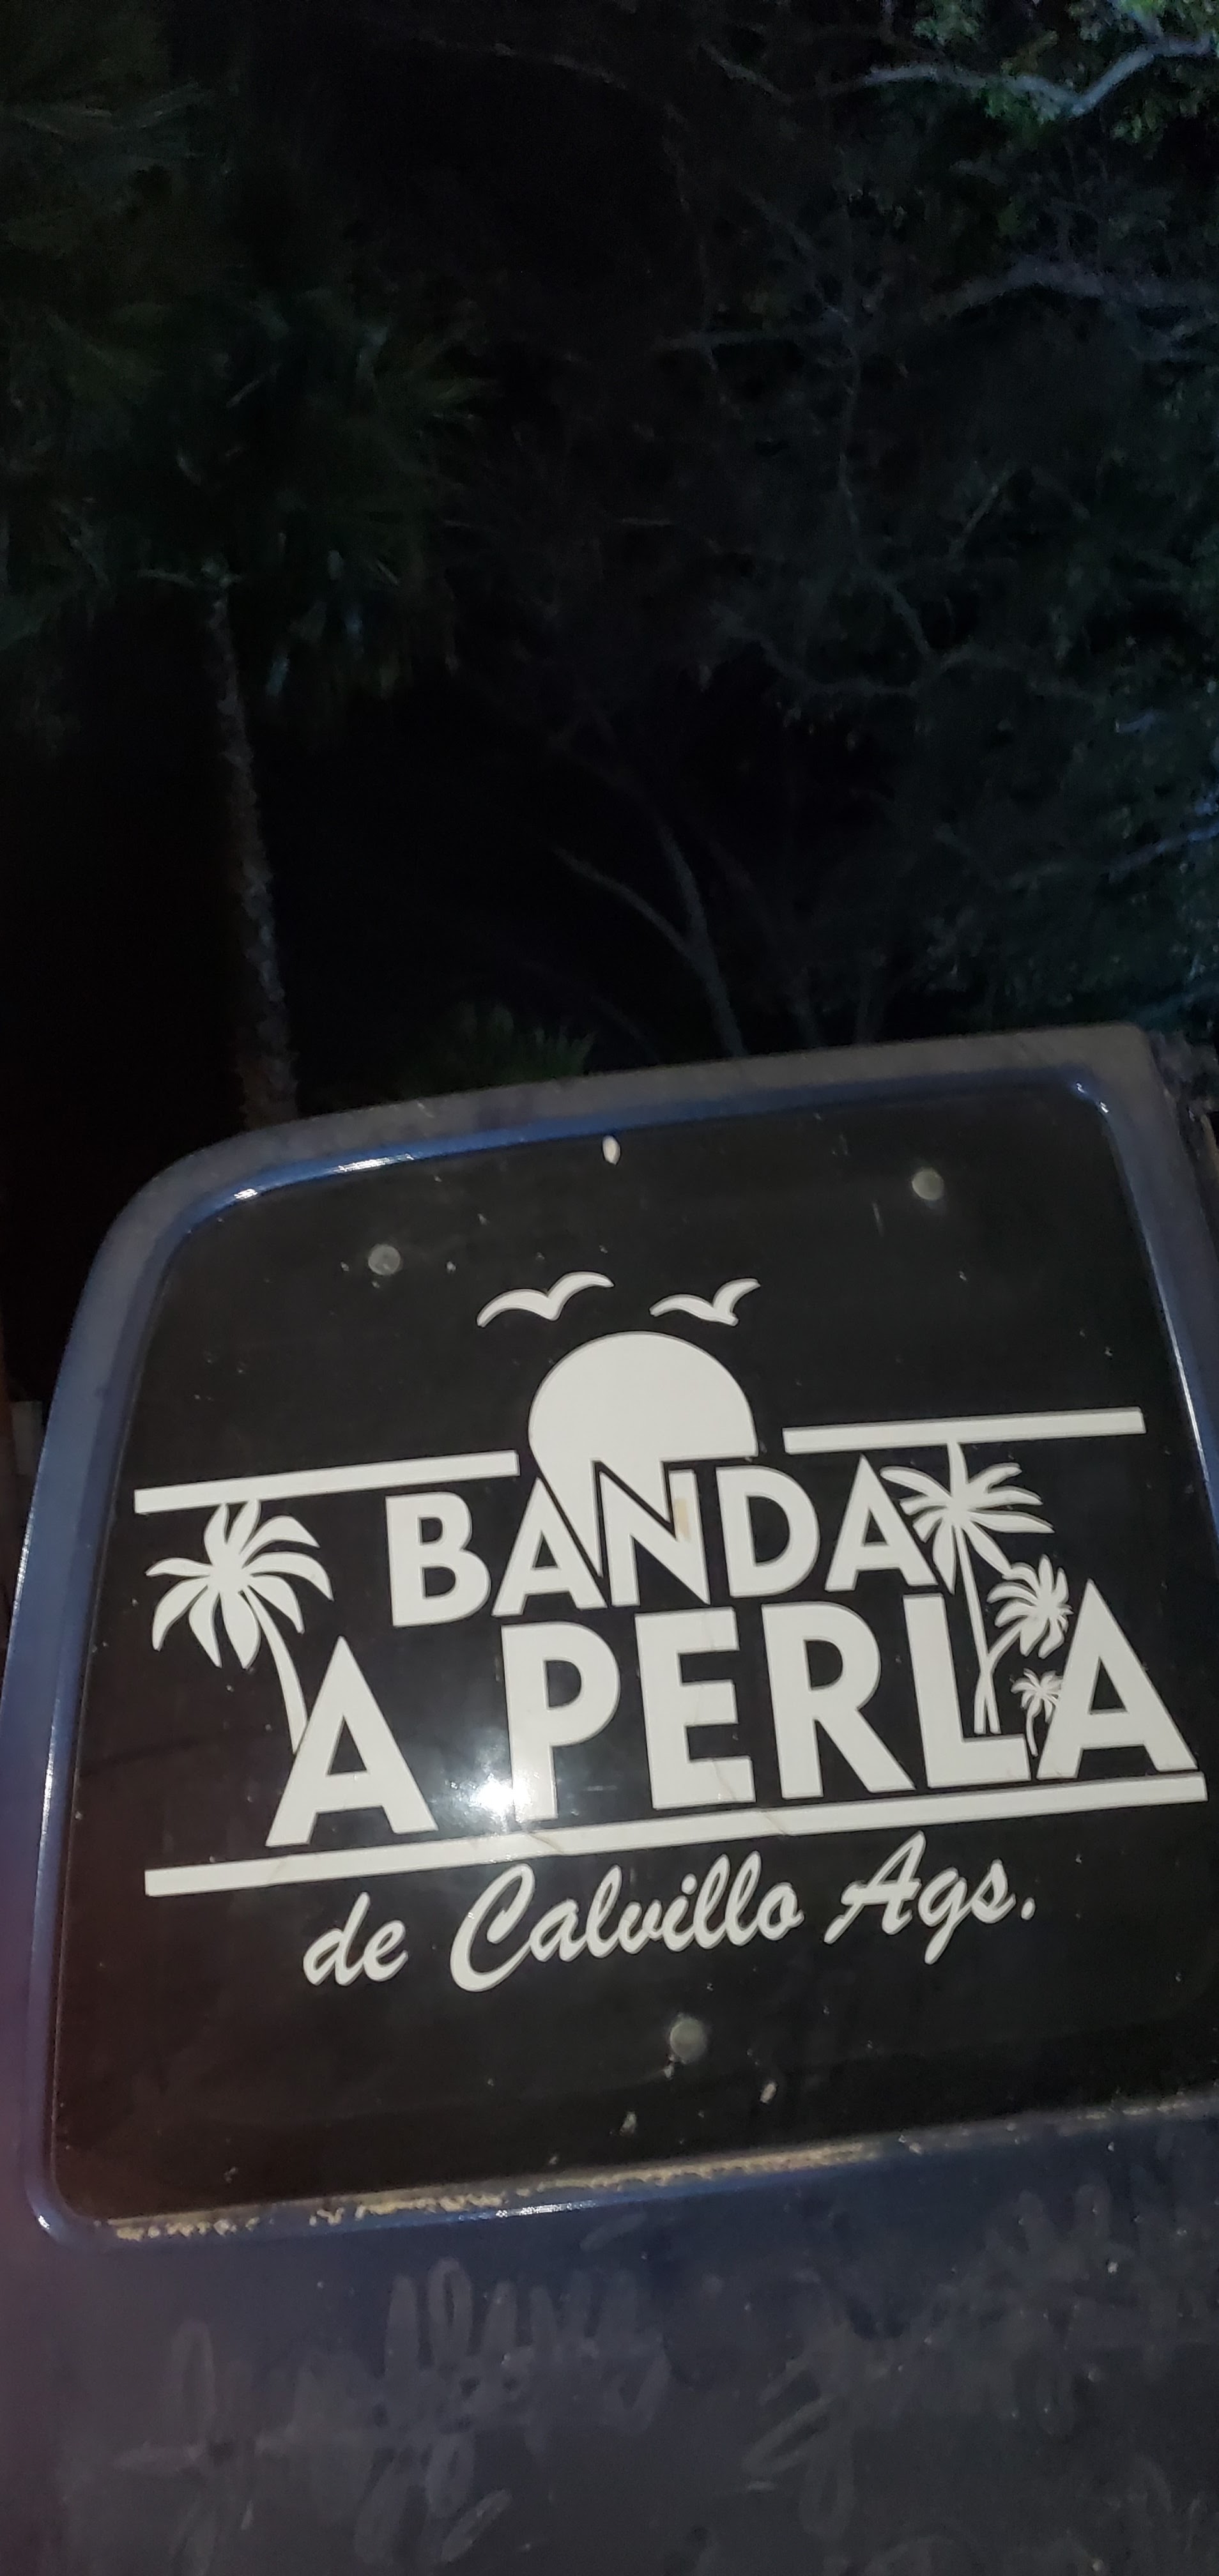 BANDA
A PERLA
de Calvillo Ags.